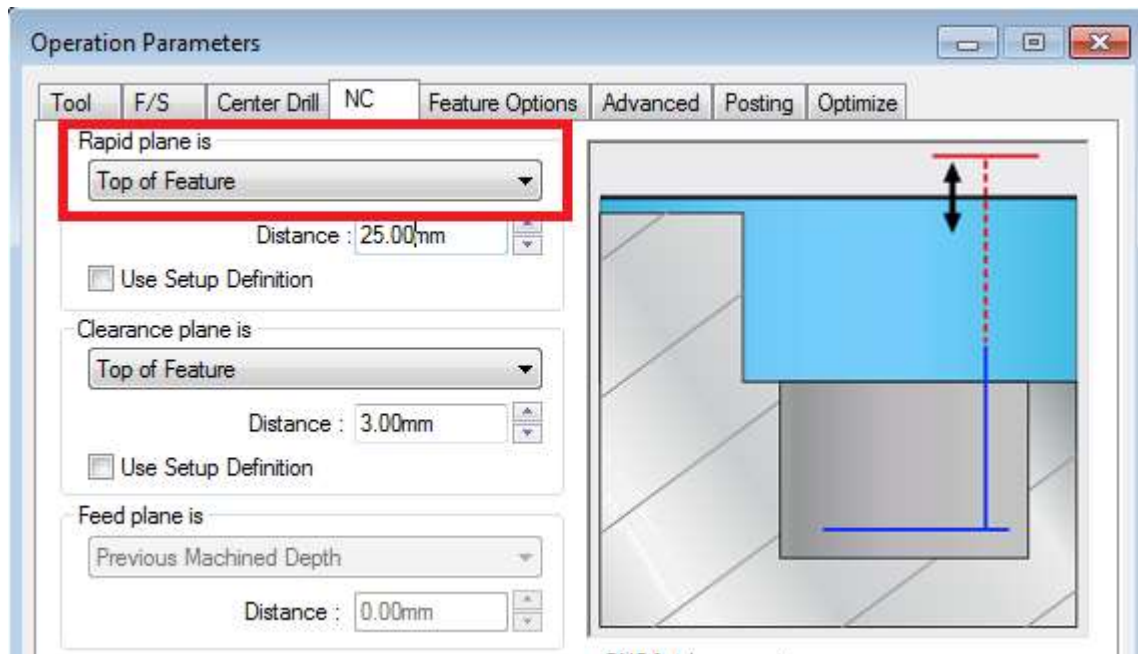 Operation Parameters
Tool F/S Center Drill NC Feature Options Advanced Posting Optimize
Rapid plane is
Top of Feature
Distance : 25.00mm
Use Setup Definition
Clearance plane is
Top of Feature
Distance : 3.00mm
Use Setup Definition
Feed plane is
Previous Machined Depth
Distance : 0.00mm